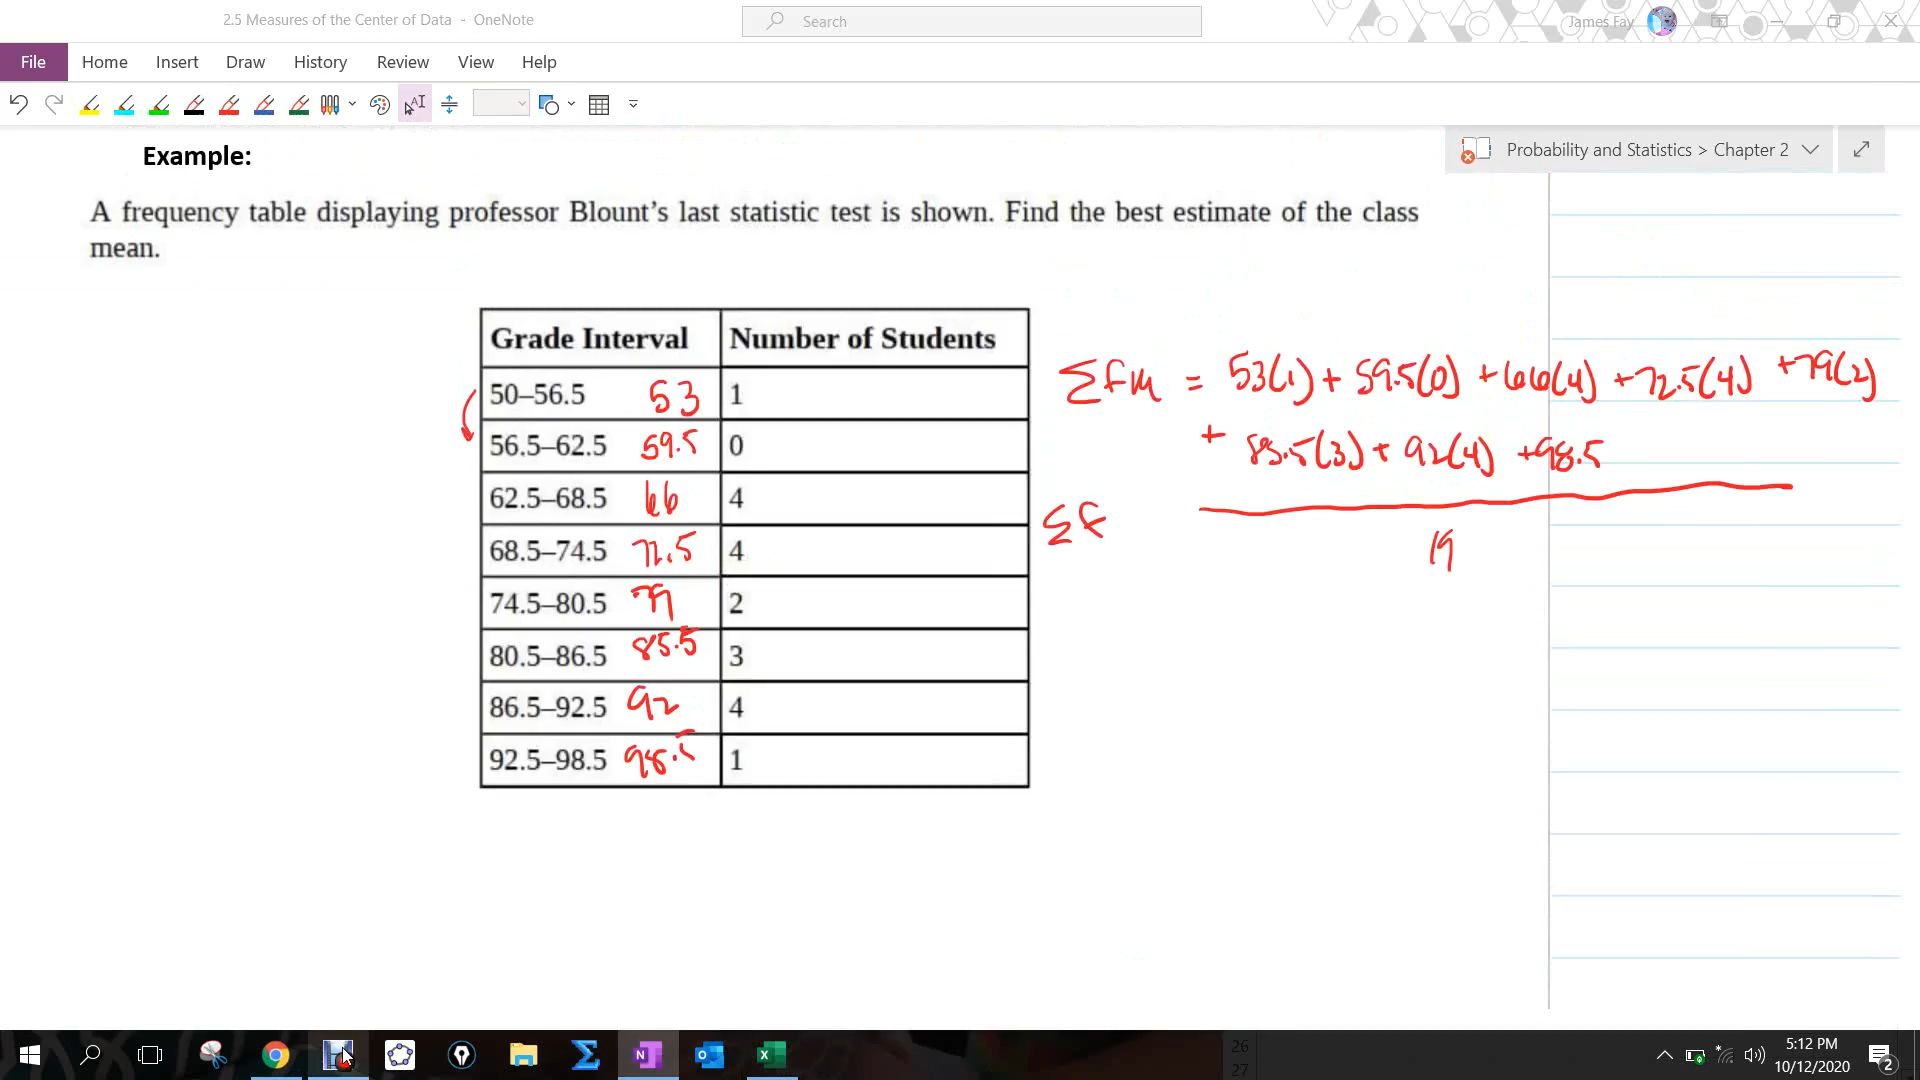 2.5 Measures of the Center of Data - OneNote
Search
James Fay
File Home Insert Draw History Review View Help
Probability and Statistics > Chapter 2
Example:
A frequency table displaying professor Blount's last statistic test is shown. Find the best estimate of the class
mean.
Grade Interval Number of Students
50–56.5 53 1
56.5–62.5 59.5 0
62.5–68.5 66 4
68.5–74.5 72.5 4
74.5–80.5 79 2
80.5–86.5 85.5 3
86.5–92.5 92 4
92.5–98.5 98.5 1
Σfm = 53(1) + 59.5(0) + 66(4) + 72.5(4) + 79(2)
+ 85.5(3) + 92(4) + 98.5
Σf
19
26
27
5:12 PM
10/12/2020
2